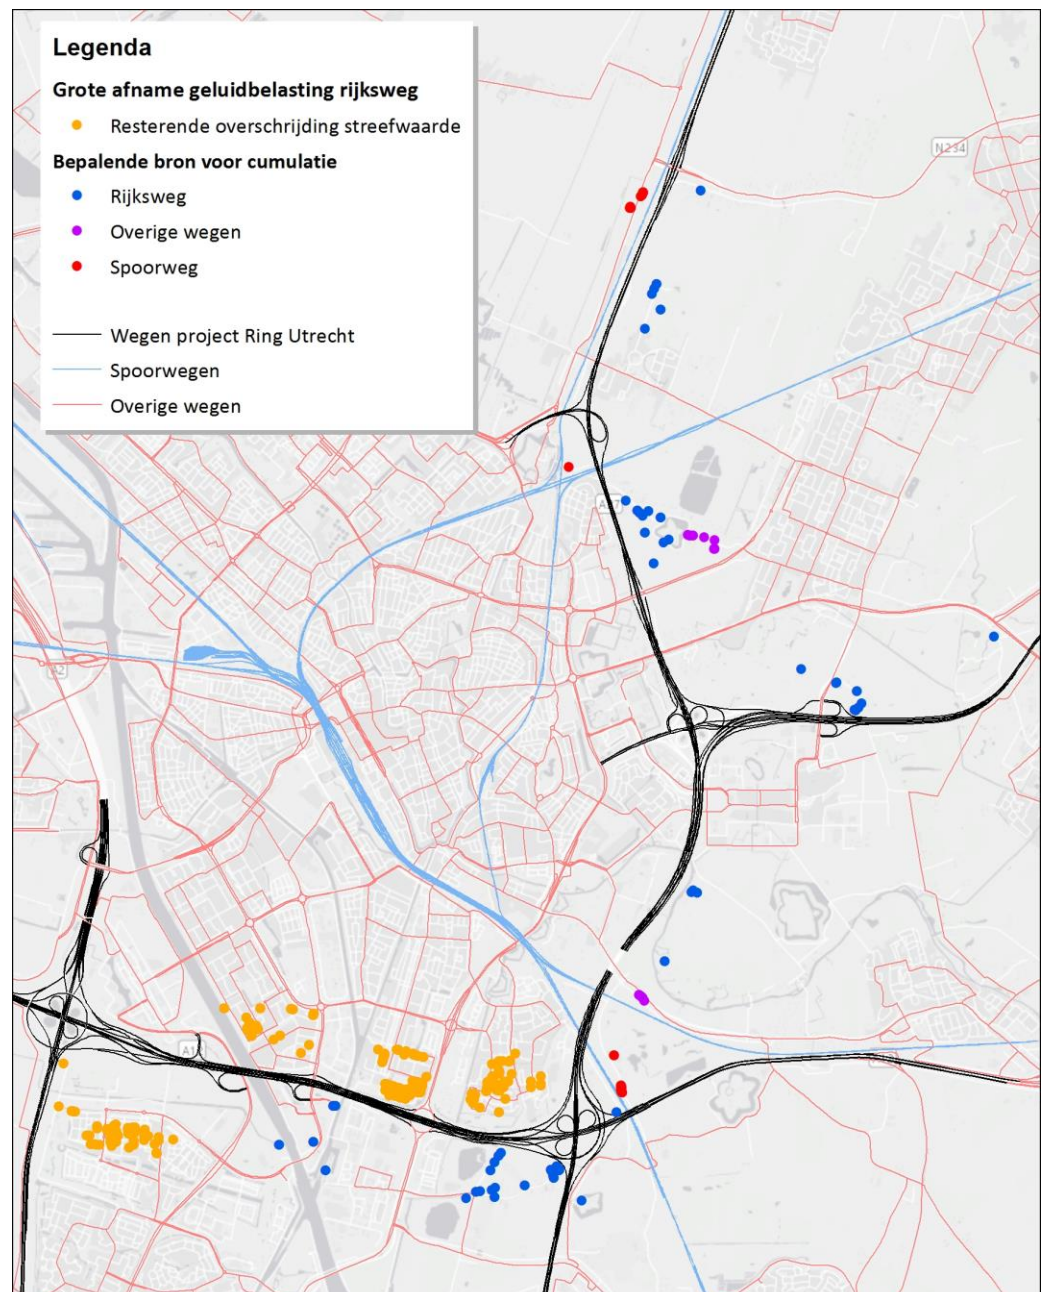 Legenda
Grote afname geluidbelasting rijksweg
Resterende overschrijding streefwaarde
Bepalende bron voor cumulatie
Rijksweg
Overige wegen
Spoorweg
Wegen project Ring Utrecht
Spoorwegen
Overige wegen
N234
A2